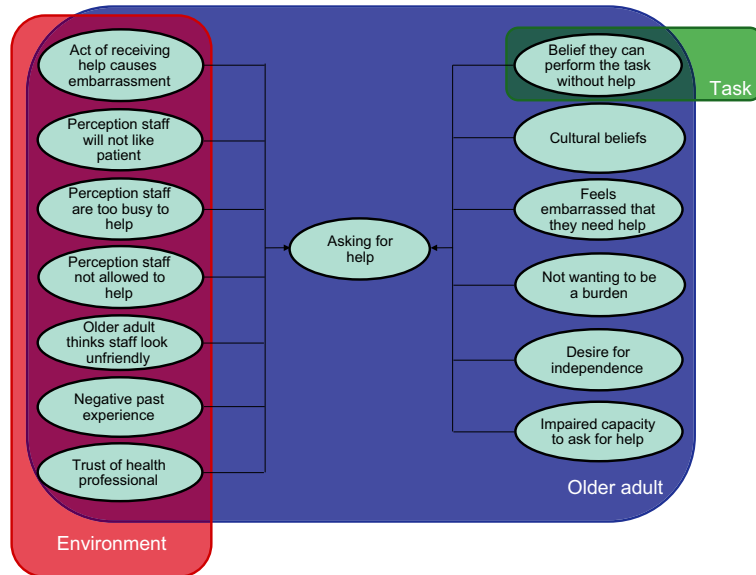 Act of receiving
help causes
embarrassment
Perception staff
will not like
patient
Perception staff
are too busy to
help
Perception staff
not allowed to
help
Older adult
thinks staff look
unfriendly
Negative past
experience
Trust of health
professional
Environment
Asking for
help
Belief they can
perform the task
without help
Task
Cultural beliefs
Feels
embarrassed that
they need help
Not wanting to be
a burden
Desire for
independence
Impaired capacity
to ask for help
Older adult